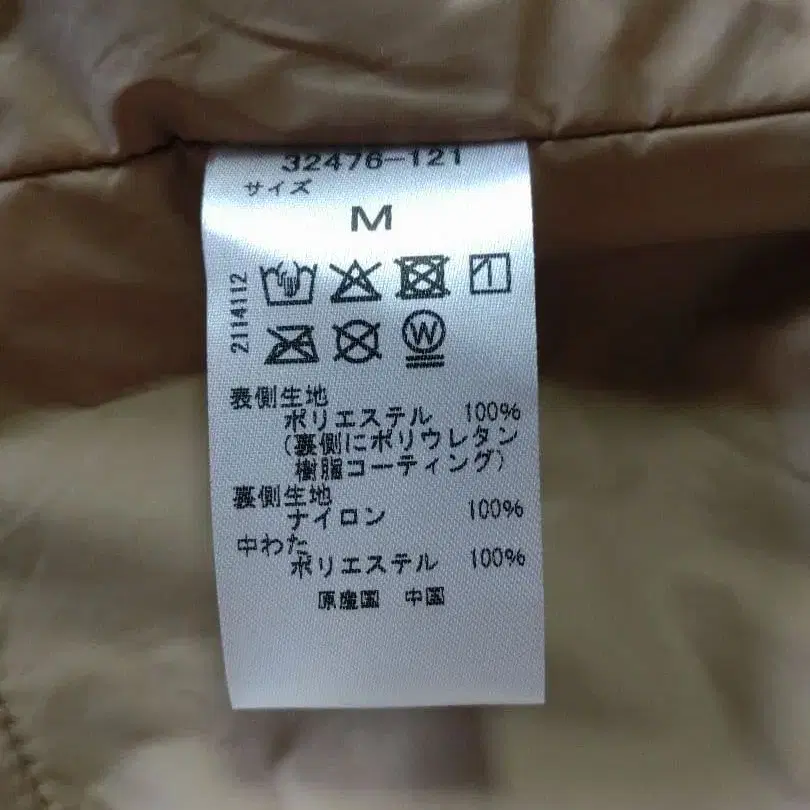 32476-121
サイズ
M
2114112
W
表側生地
ポリエステル 100%
(裏側にポリウレタン
樹脂コーティング)
裏側生地
ナイロン 100%
中わた
ポリエステル 100%
原産国 中国